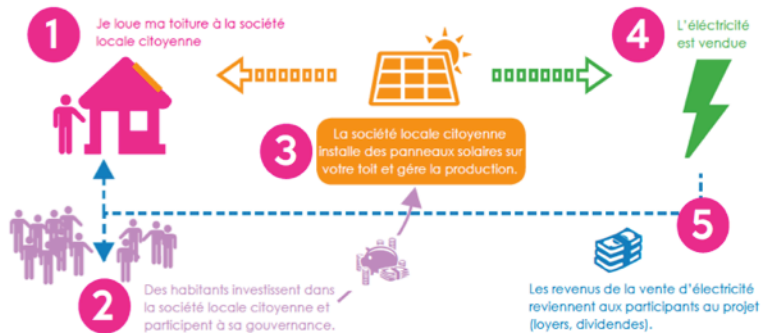 1
Je loue ma toiture à la société
locale citoyenne
4
L'éléctricité
est vendue
3
La société locale citoyenne
installe des panneaux solaires sur
votre toit et gére la production.
2
Des habitants investissent dans
la société locale citoyenne et
participent à sa gouvernance.
5
Les revenus de la vente d'électricité
reviennent aux participants au projet
(loyers, dividendes).